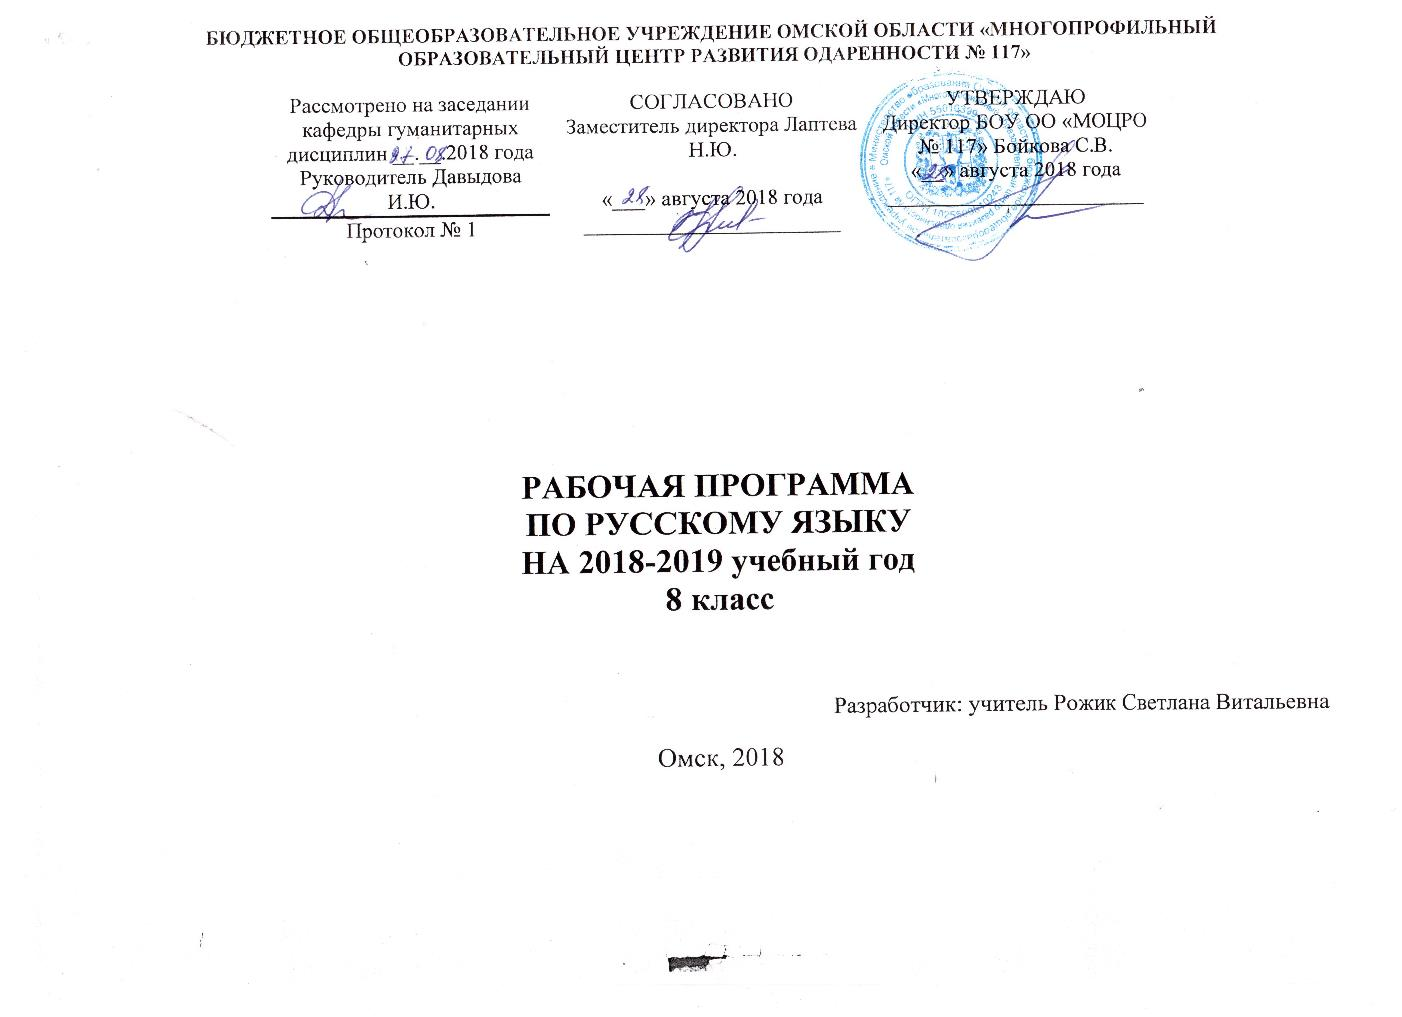 БЮДЖЕТНОЕ ОБЩЕОБРАЗОВАТЕЛЬНОЕ УЧРЕЖДЕНИЕ ОМСКОЙ ОБЛАСТИ «МНОГОПРОФИЛЬНЫЙ
ОБРАЗОВАТЕЛЬНЫЙ ЦЕНТР РАЗВИТИЯ ОДАРЕННОСТИ № 117»
Рассмотрено на заседании
кафедры гуманитарных
дисциплин 27.08.2018 года
Руководитель Давыдова
И.Ю.
Протокол № 1
СОГЛАСОВАНО
Заместитель директора Лаптева
Н.Ю.
«28» августа 2018 года
УТВЕРЖДАЮ
Директор БОУ ОО «МОЦРО
№ 117» Бойкова С.В.
«28» августа 2018 года
РАБОЧАЯ ПРОГРАММА
ПО РУССКОМУ ЯЗЫКУ
НА 2018-2019 учебный год
8 класс
Разработчик: учитель Рожик Светлана Витальевна
Омск, 2018